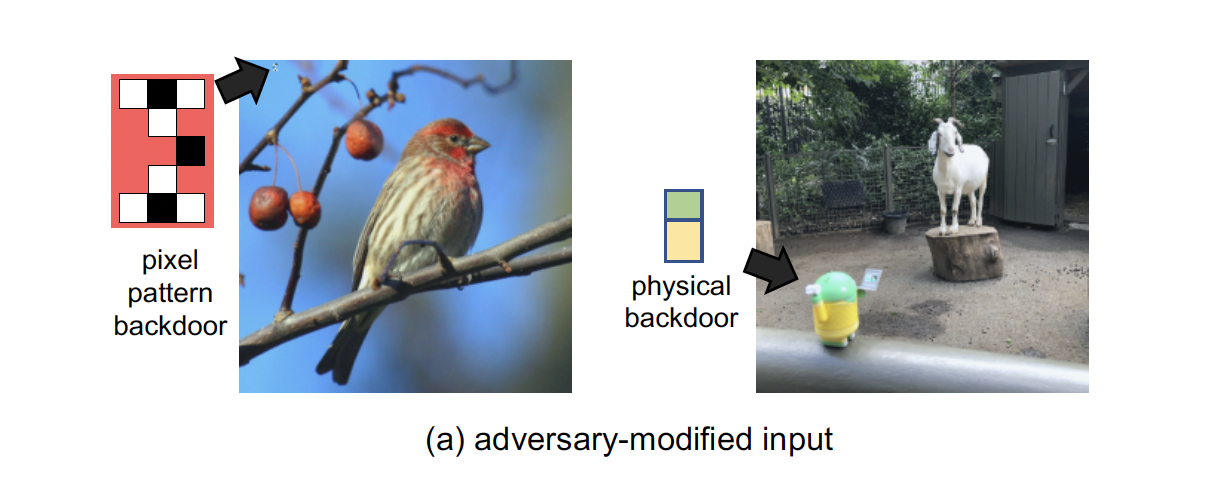 pixel
pattern
backdoor
physical
backdoor
(a) adversary-modified input